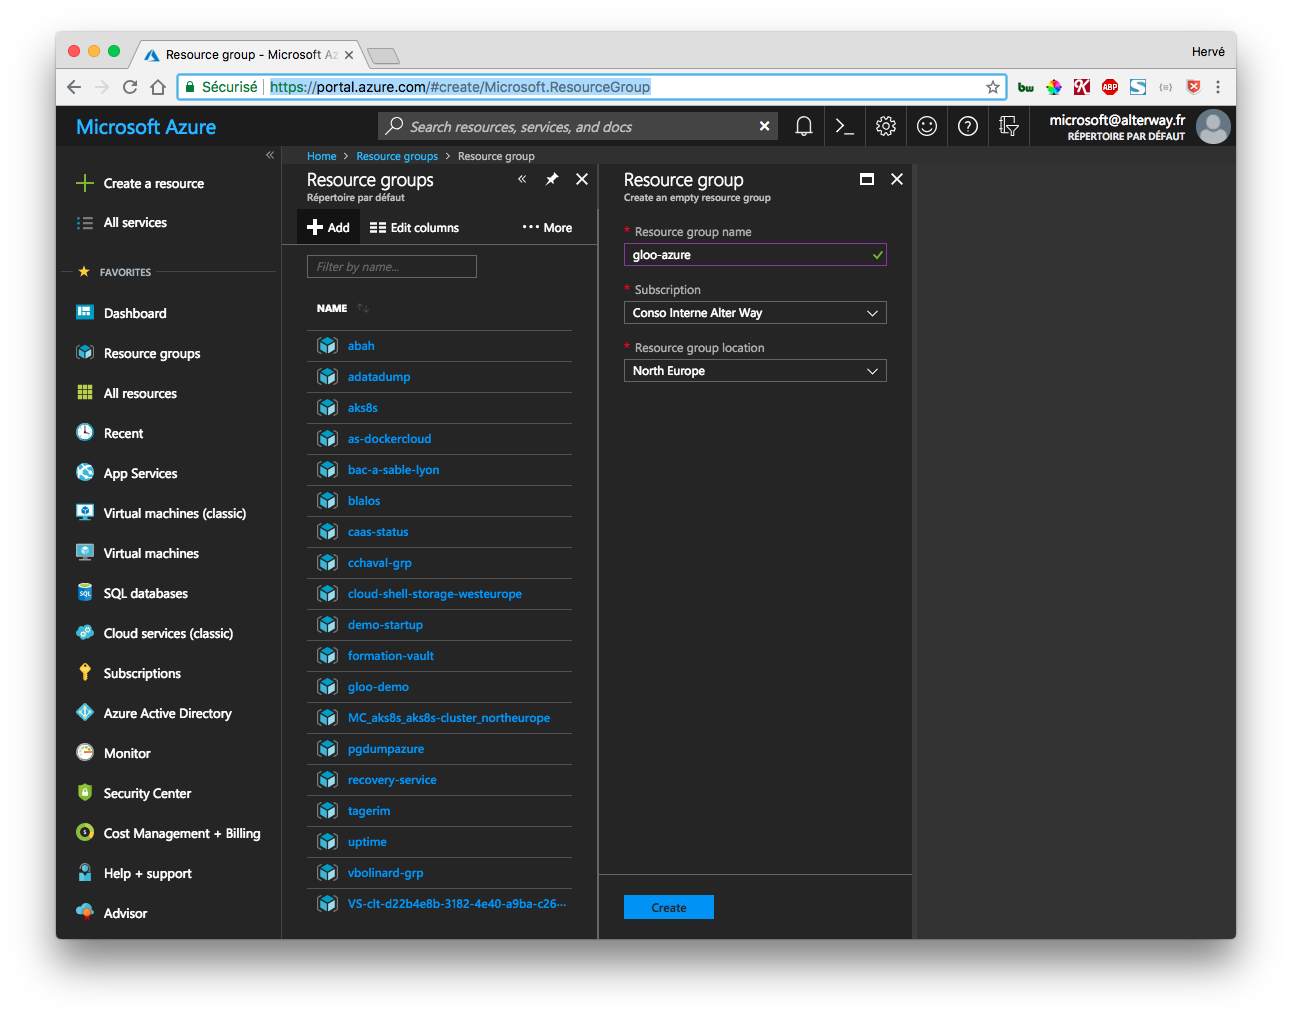 Resource group - Microsoft Az
Hervé
Sécurisé
https://portal.azure.com/#create/Microsoft.ResourceGroup
bw
ABP
S
Microsoft Azure
Search resources, services, and docs
microsoft@alterway.fr
RÉPERTOIRE PAR DÉFAUT
Home > Resource groups > Resource group
Create a resource
All services
FAVORITES
Dashboard
Resource groups
All resources
Recent
App Services
Virtual machines (classic)
Virtual machines
SQL databases
Cloud services (classic)
Subscriptions
Azure Active Directory
Monitor
Security Center
Cost Management + Billing
Help + support
Advisor
Resource groups
Répertoire par défaut
Add
Edit columns
More
Filter by name...
NAME
abah
adatadump
aks8s
as-dockercloud
bac-a-sable-lyon
blalos
caas-status
cchaval-grp
cloud-shell-storage-westeurope
demo-startup
formation-vault
gloo-demo
MC_aks8s_aks8s-cluster_northeurope
pgdumpazure
recovery-service
tagerim
uptime
vbolinard-grp
VS-clt-d22b4e8b-3182-4e40-a9ba-c26···
Resource group
Create an empty resource group
* Resource group name
gloo-azure
* Subscription
Conso Interne Alter Way
* Resource group location
North Europe
Create